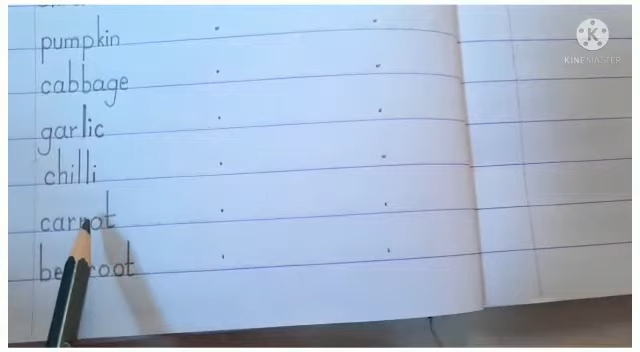 pumpkin
cabbage
garlic
chilli
carrot
KINEMASTER